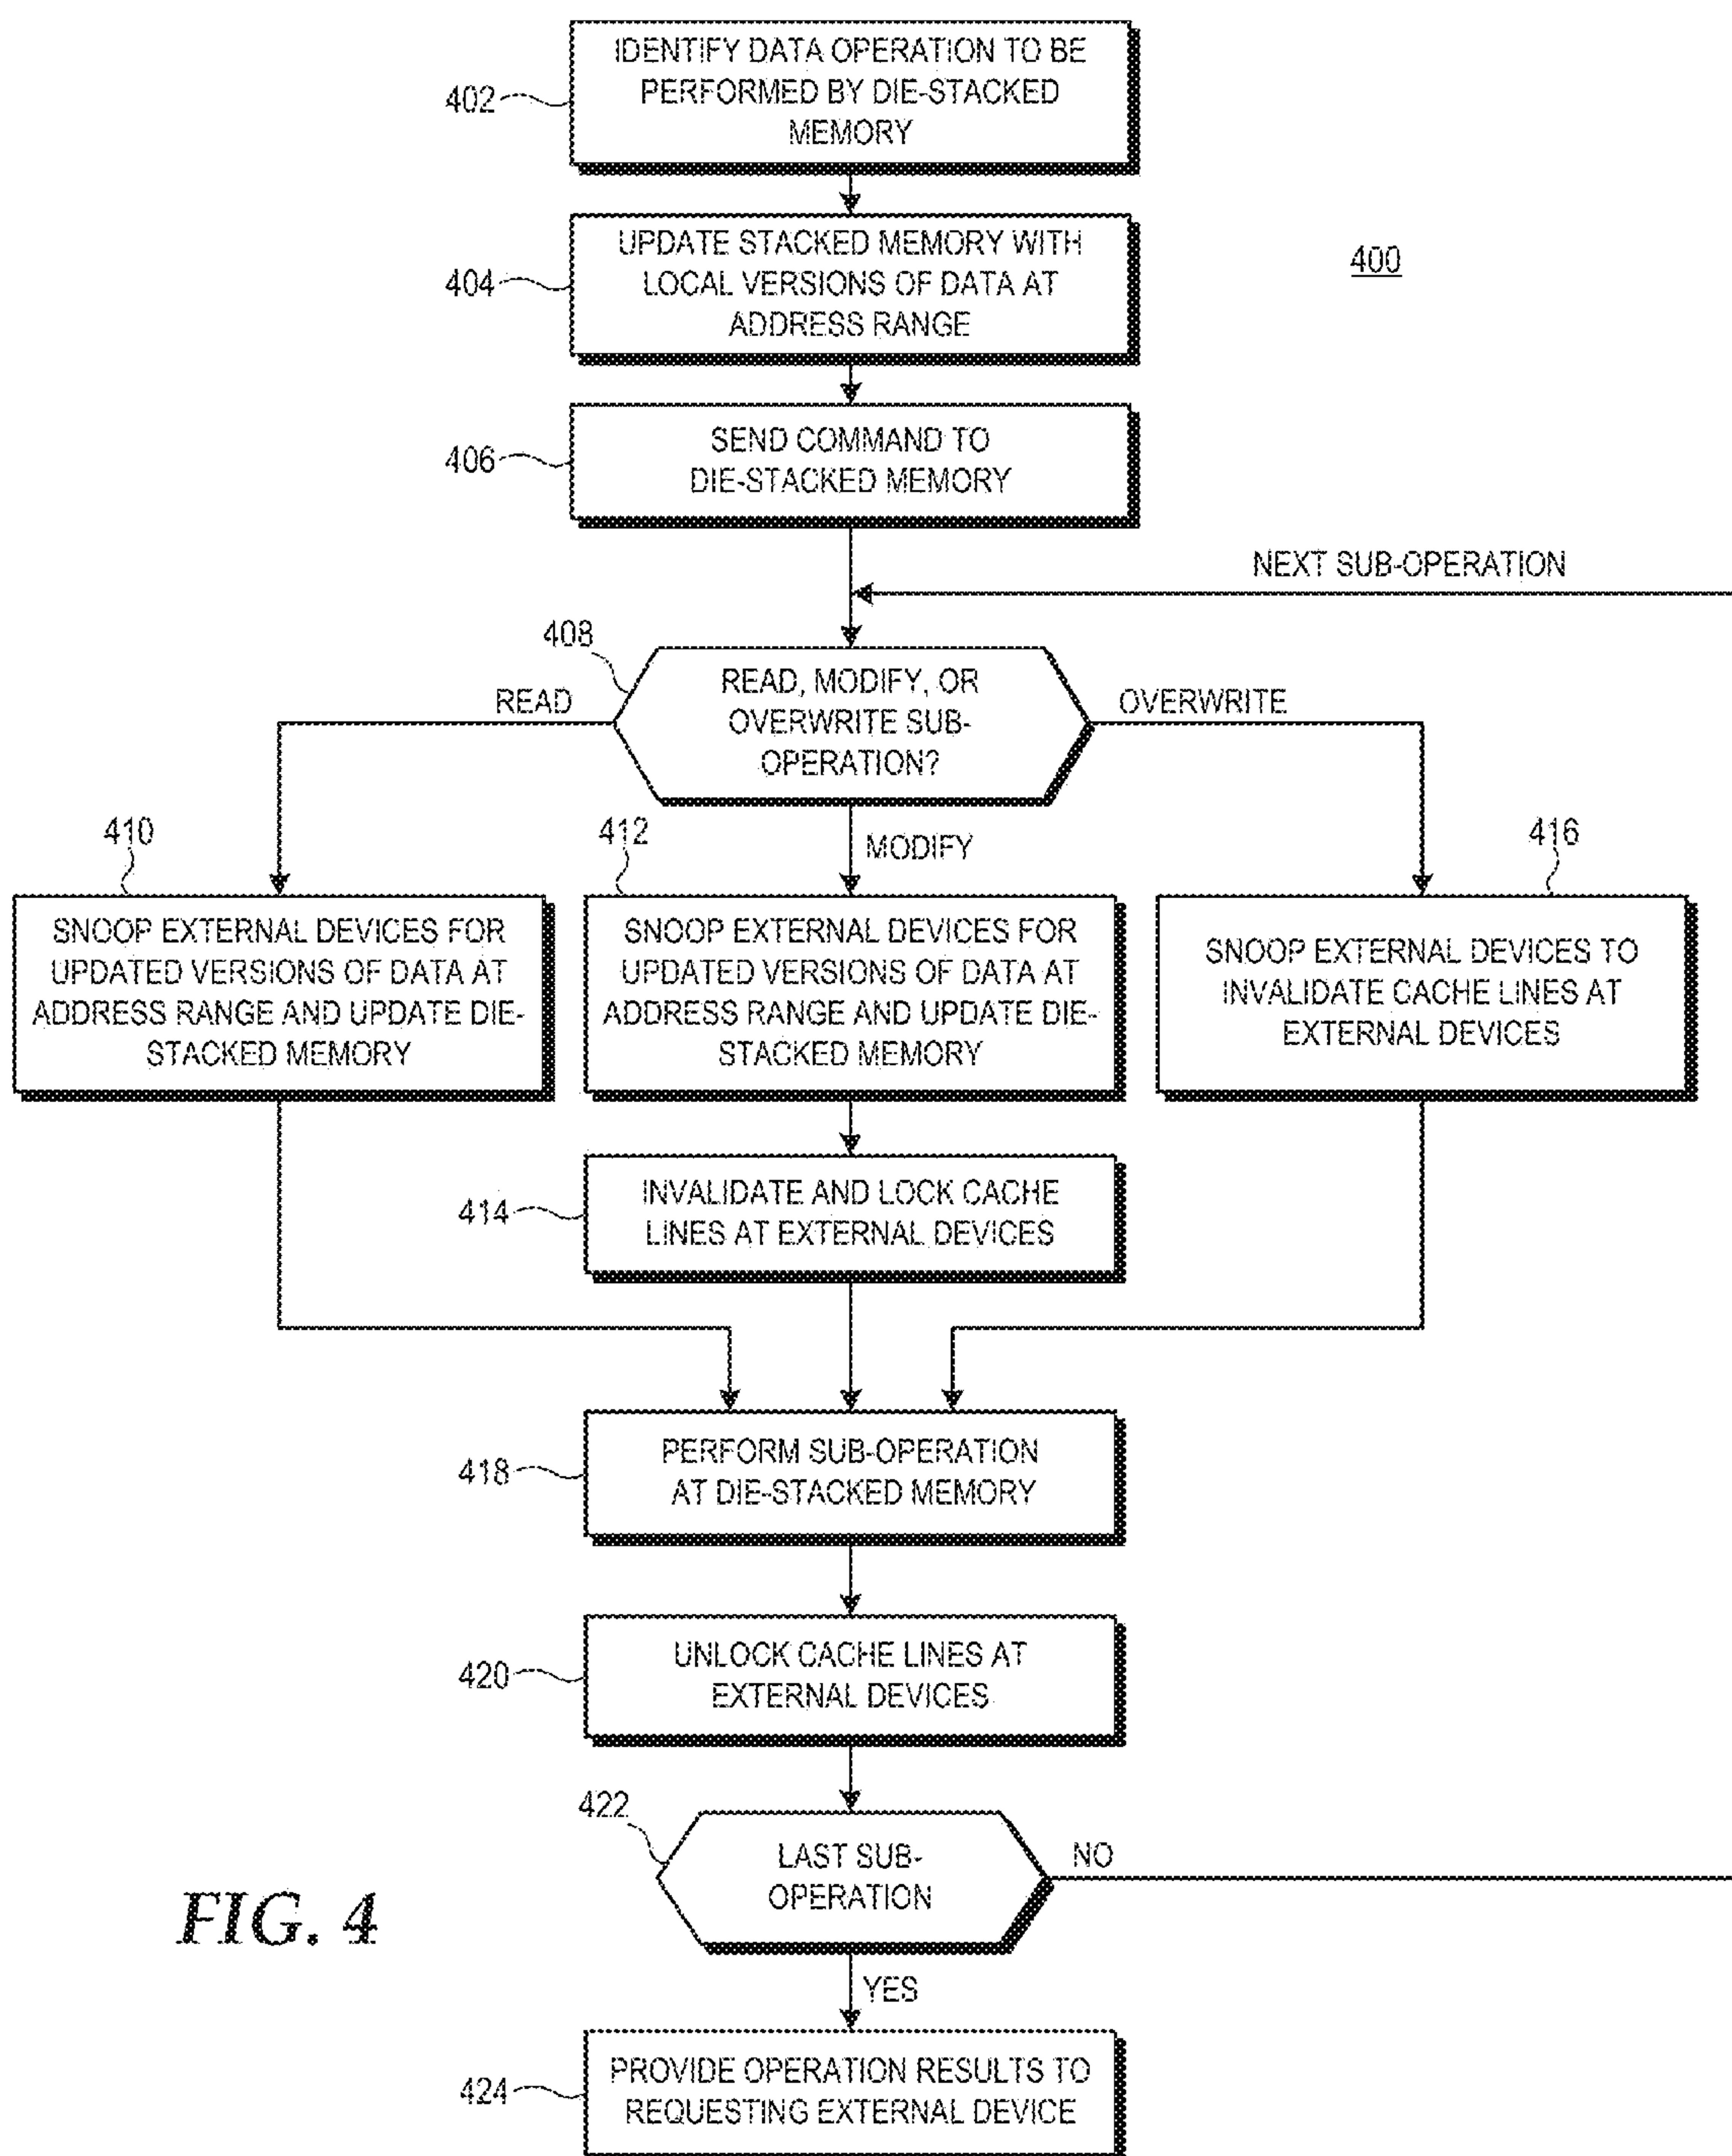 IDENTIFY DATA OPERATION TO BE
PERFORMED BY DIE-STACKED
MEMORY
402
UPDATE STACKED MEMORY WITH
LOCAL VERSIONS OF DATA AT
ADDRESS RANGE
404
400
SEND COMMAND TO
DIE-STACKED MEMORY
406
NEXT SUB-OPERATION
408
READ, MODIFY, OR
OVERWRITE SUB-
OPERATION?
READ
OVERWRITE
MODIFY
410
SNOOP EXTERNAL DEVICES FOR
UPDATED VERSIONS OF DATA AT
ADDRESS RANGE AND UPDATE DIE-
STACKED MEMORY
412
SNOOP EXTERNAL DEVICES FOR
UPDATED VERSIONS OF DATA AT
ADDRESS RANGE AND UPDATE DIE-
STACKED MEMORY
416
SNOOP EXTERNAL DEVICES TO
INVALIDATE CACHE LINES AT
EXTERNAL DEVICES
414
INVALIDATE AND LOCK CACHE
LINES AT EXTERNAL DEVICES
418
PERFORM SUB-OPERATION
AT DIE-STACKED MEMORY
420
UNLOCK CACHE LINES AT
EXTERNAL DEVICES
422
LAST SUB-
OPERATION
NO
YES
FIG. 4
424
PROVIDE OPERATION RESULTS TO
REQUESTING EXTERNAL DEVICE